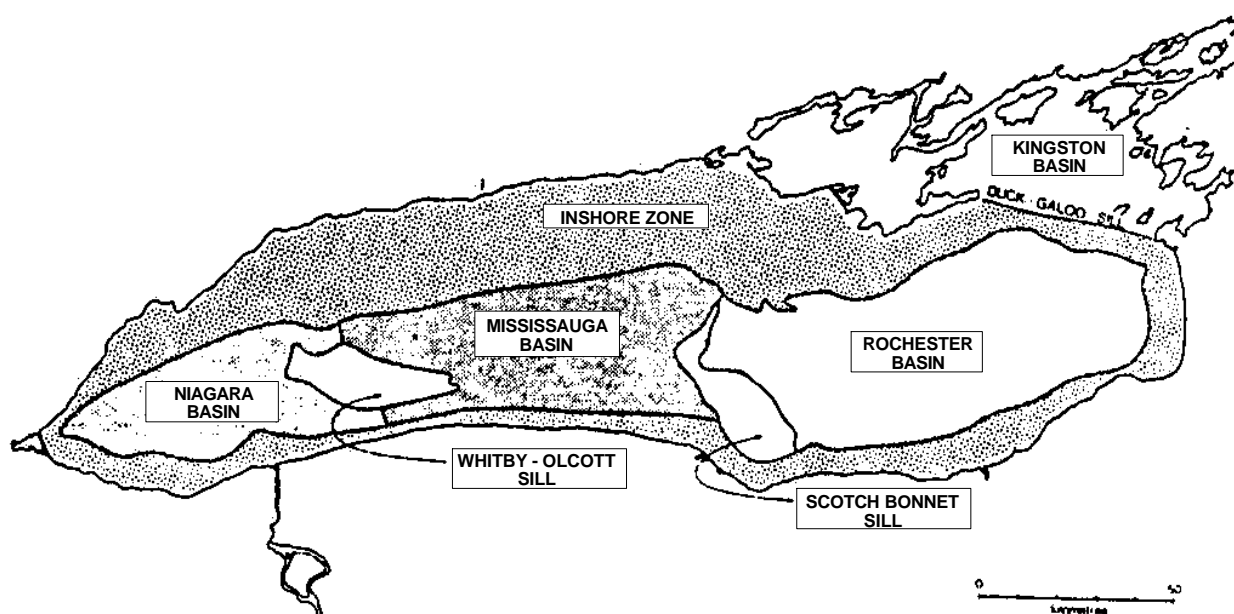 KINGSTON
BASIN
DUCK GALOO SILL
INSHORE ZONE
MISSISSAUGA
BASIN
ROCHESTER
BASIN
NIAGARA
BASIN
WHITBY - OLCOTT
SILL
SCOTCH BONNET
SILL
0 50